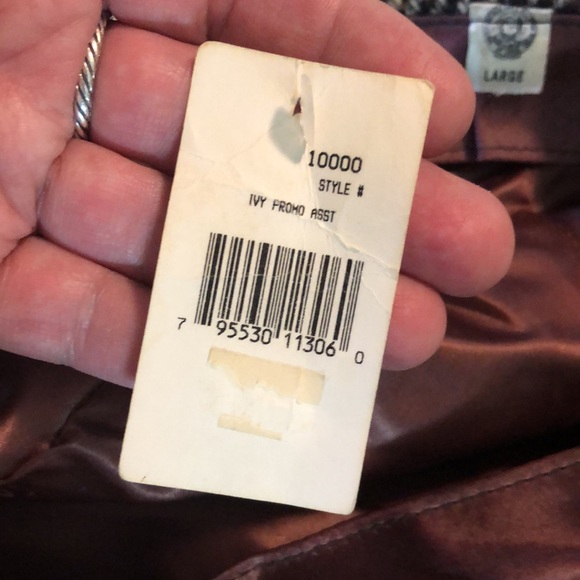 LARGE
10000
STYLE #
IVY PROMO ASST
7 95530 11306 0